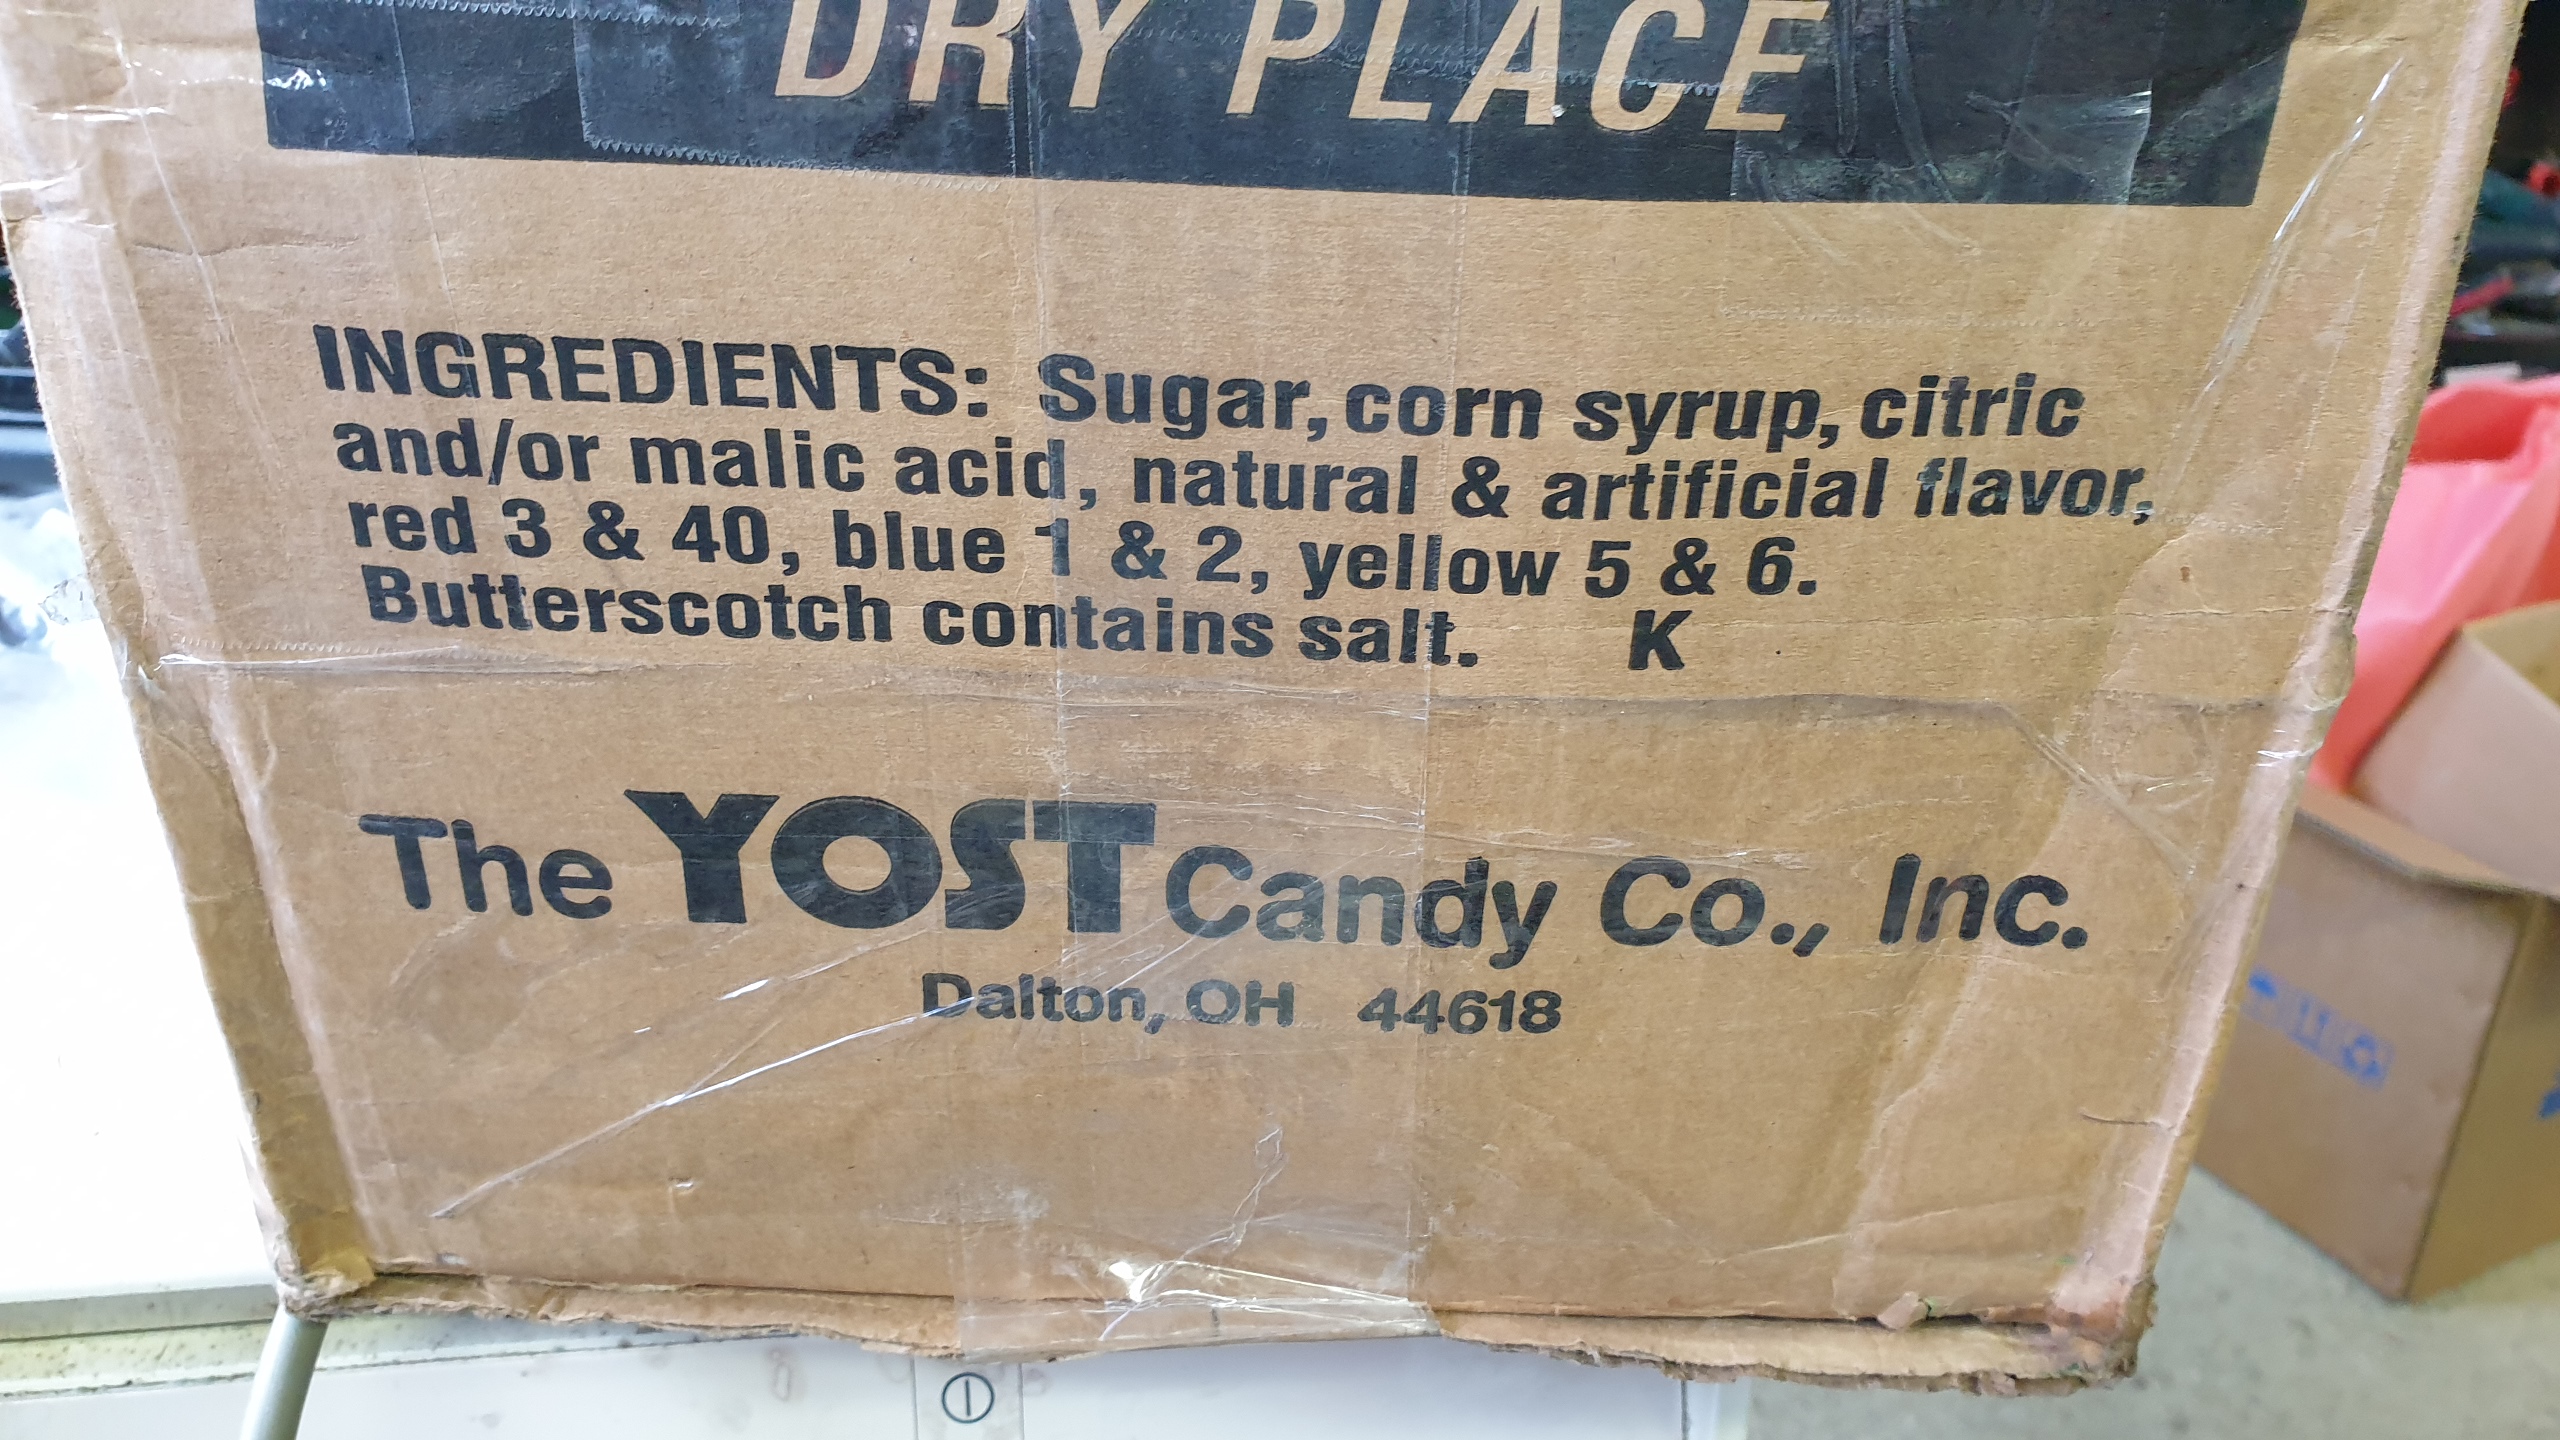 DRY PLACE
INGREDIENTS: Sugar, corn syrup, citric
and/or malic acid, natural & artificial flavor,
red 3 & 40, blue 1 & 2, yellow 5 & 6.
Butterscotch contains salt. K
The YOST Candy Co., Inc.
Dalton, OH 44618